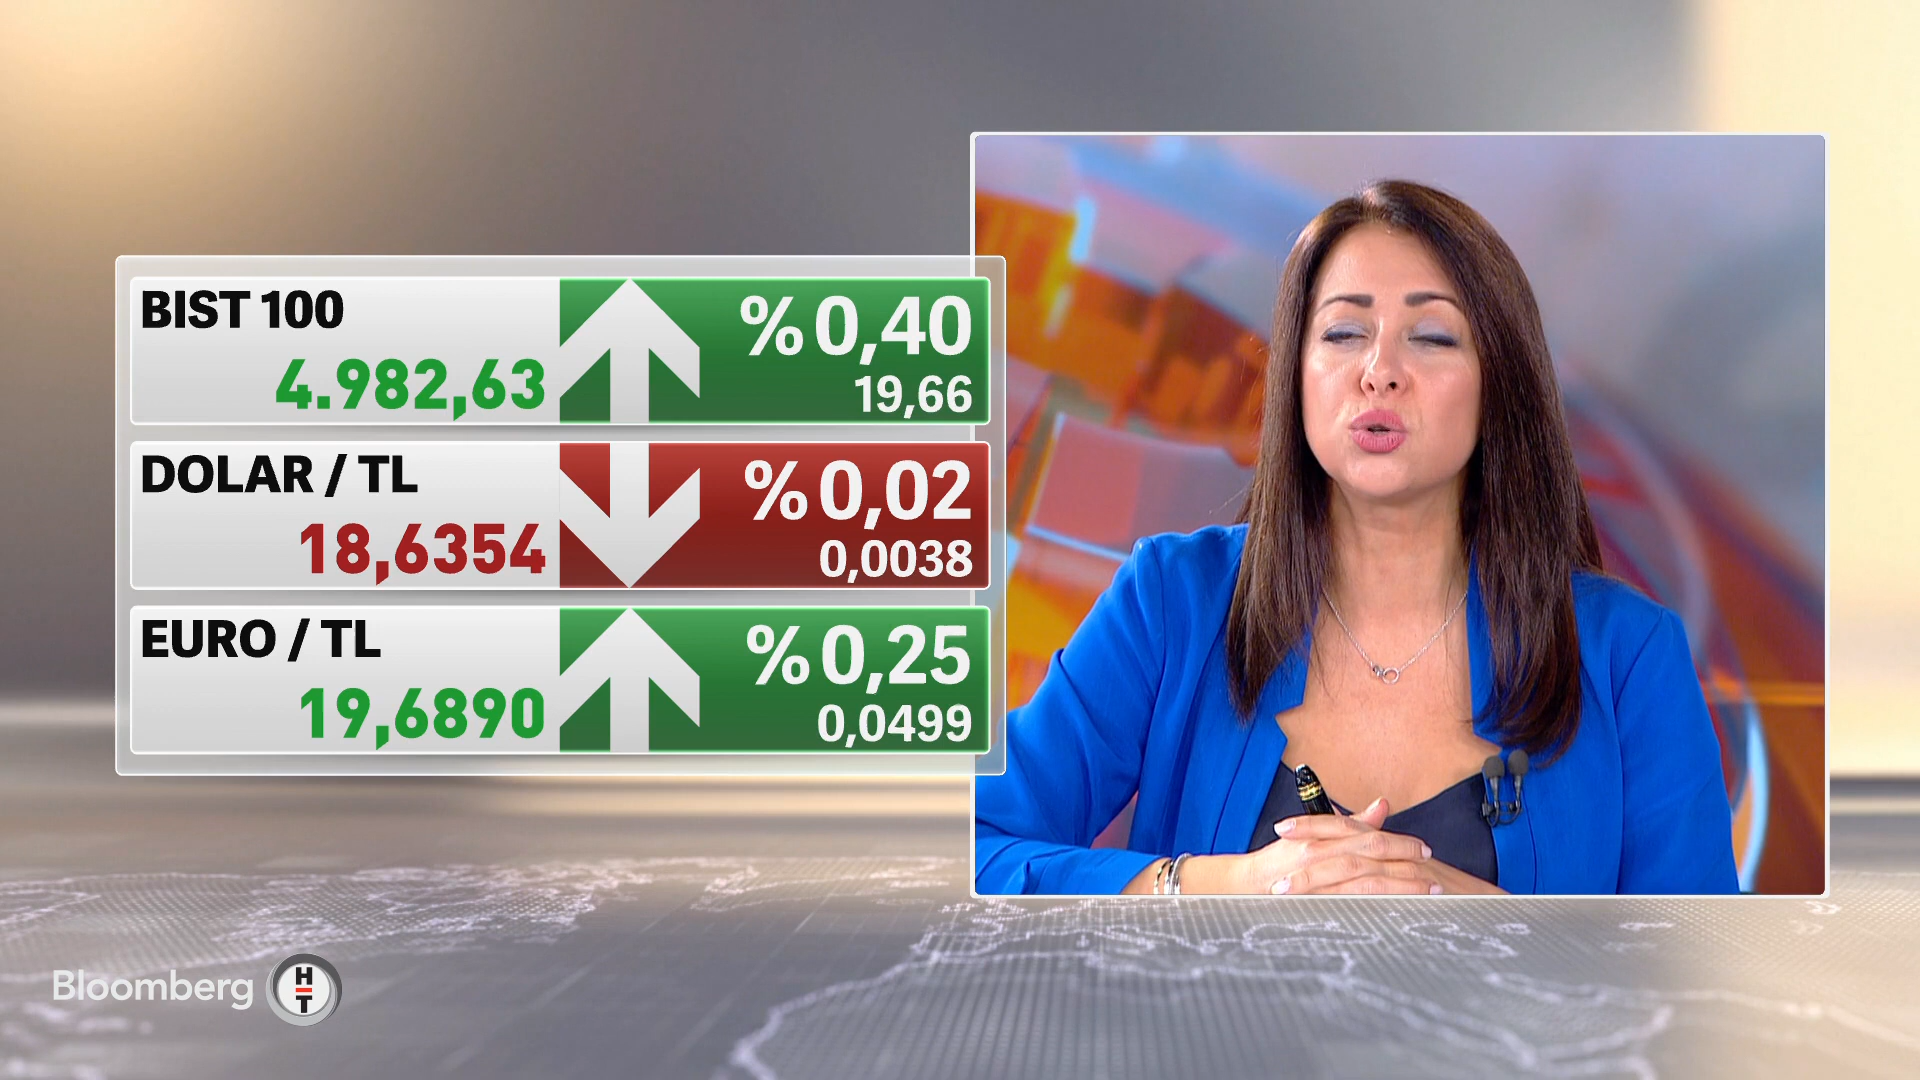 BIST 100
4.982,63
%0,40
19,66
DOLAR / TL
18,6354
%0,02
0,0038
EURO / TL
19,6890
%0,25
0,0499
Bloomberg HT